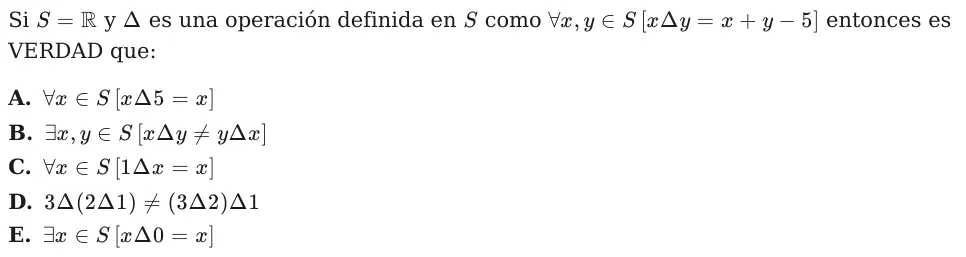 Si S = ℝ y Δ es una operación definida en S como ∀x, y ∈ S [xΔy = x + y − 5] entonces es
VERDAD que:
A. ∀x ∈ S [xΔ5 = x]
B. ∃x, y ∈ S [xΔy ≠ yΔx]
C. ∀x ∈ S [1Δx = x]
D. 3Δ(2Δ1) ≠ (3Δ2)Δ1
E. ∃x ∈ S [xΔ0 = x]